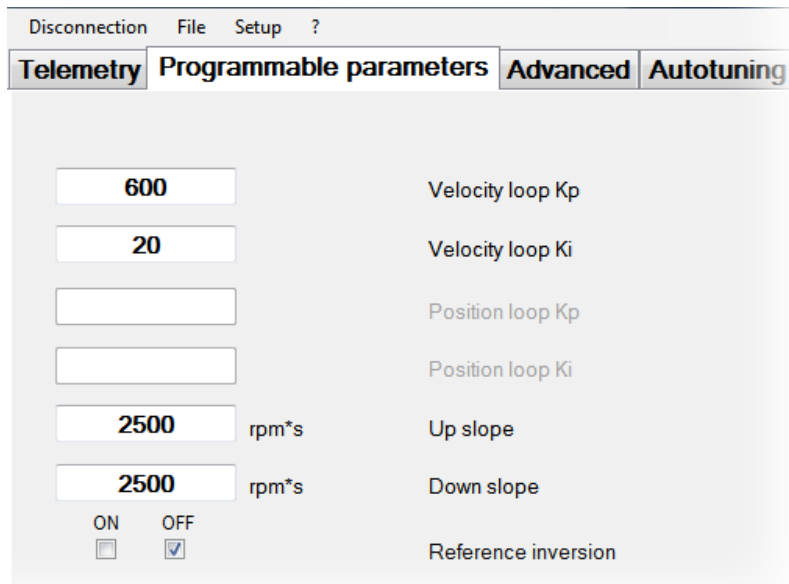 Disconnection File Setup ?
Telemetry Programmable parameters Advanced Autotuning
600 Velocity loop Kp
20 Velocity loop Ki
Position loop Kp
Position loop Ki
2500 rpm*s Up slope
2500 rpm*s Down slope
ON OFF
Reference inversion